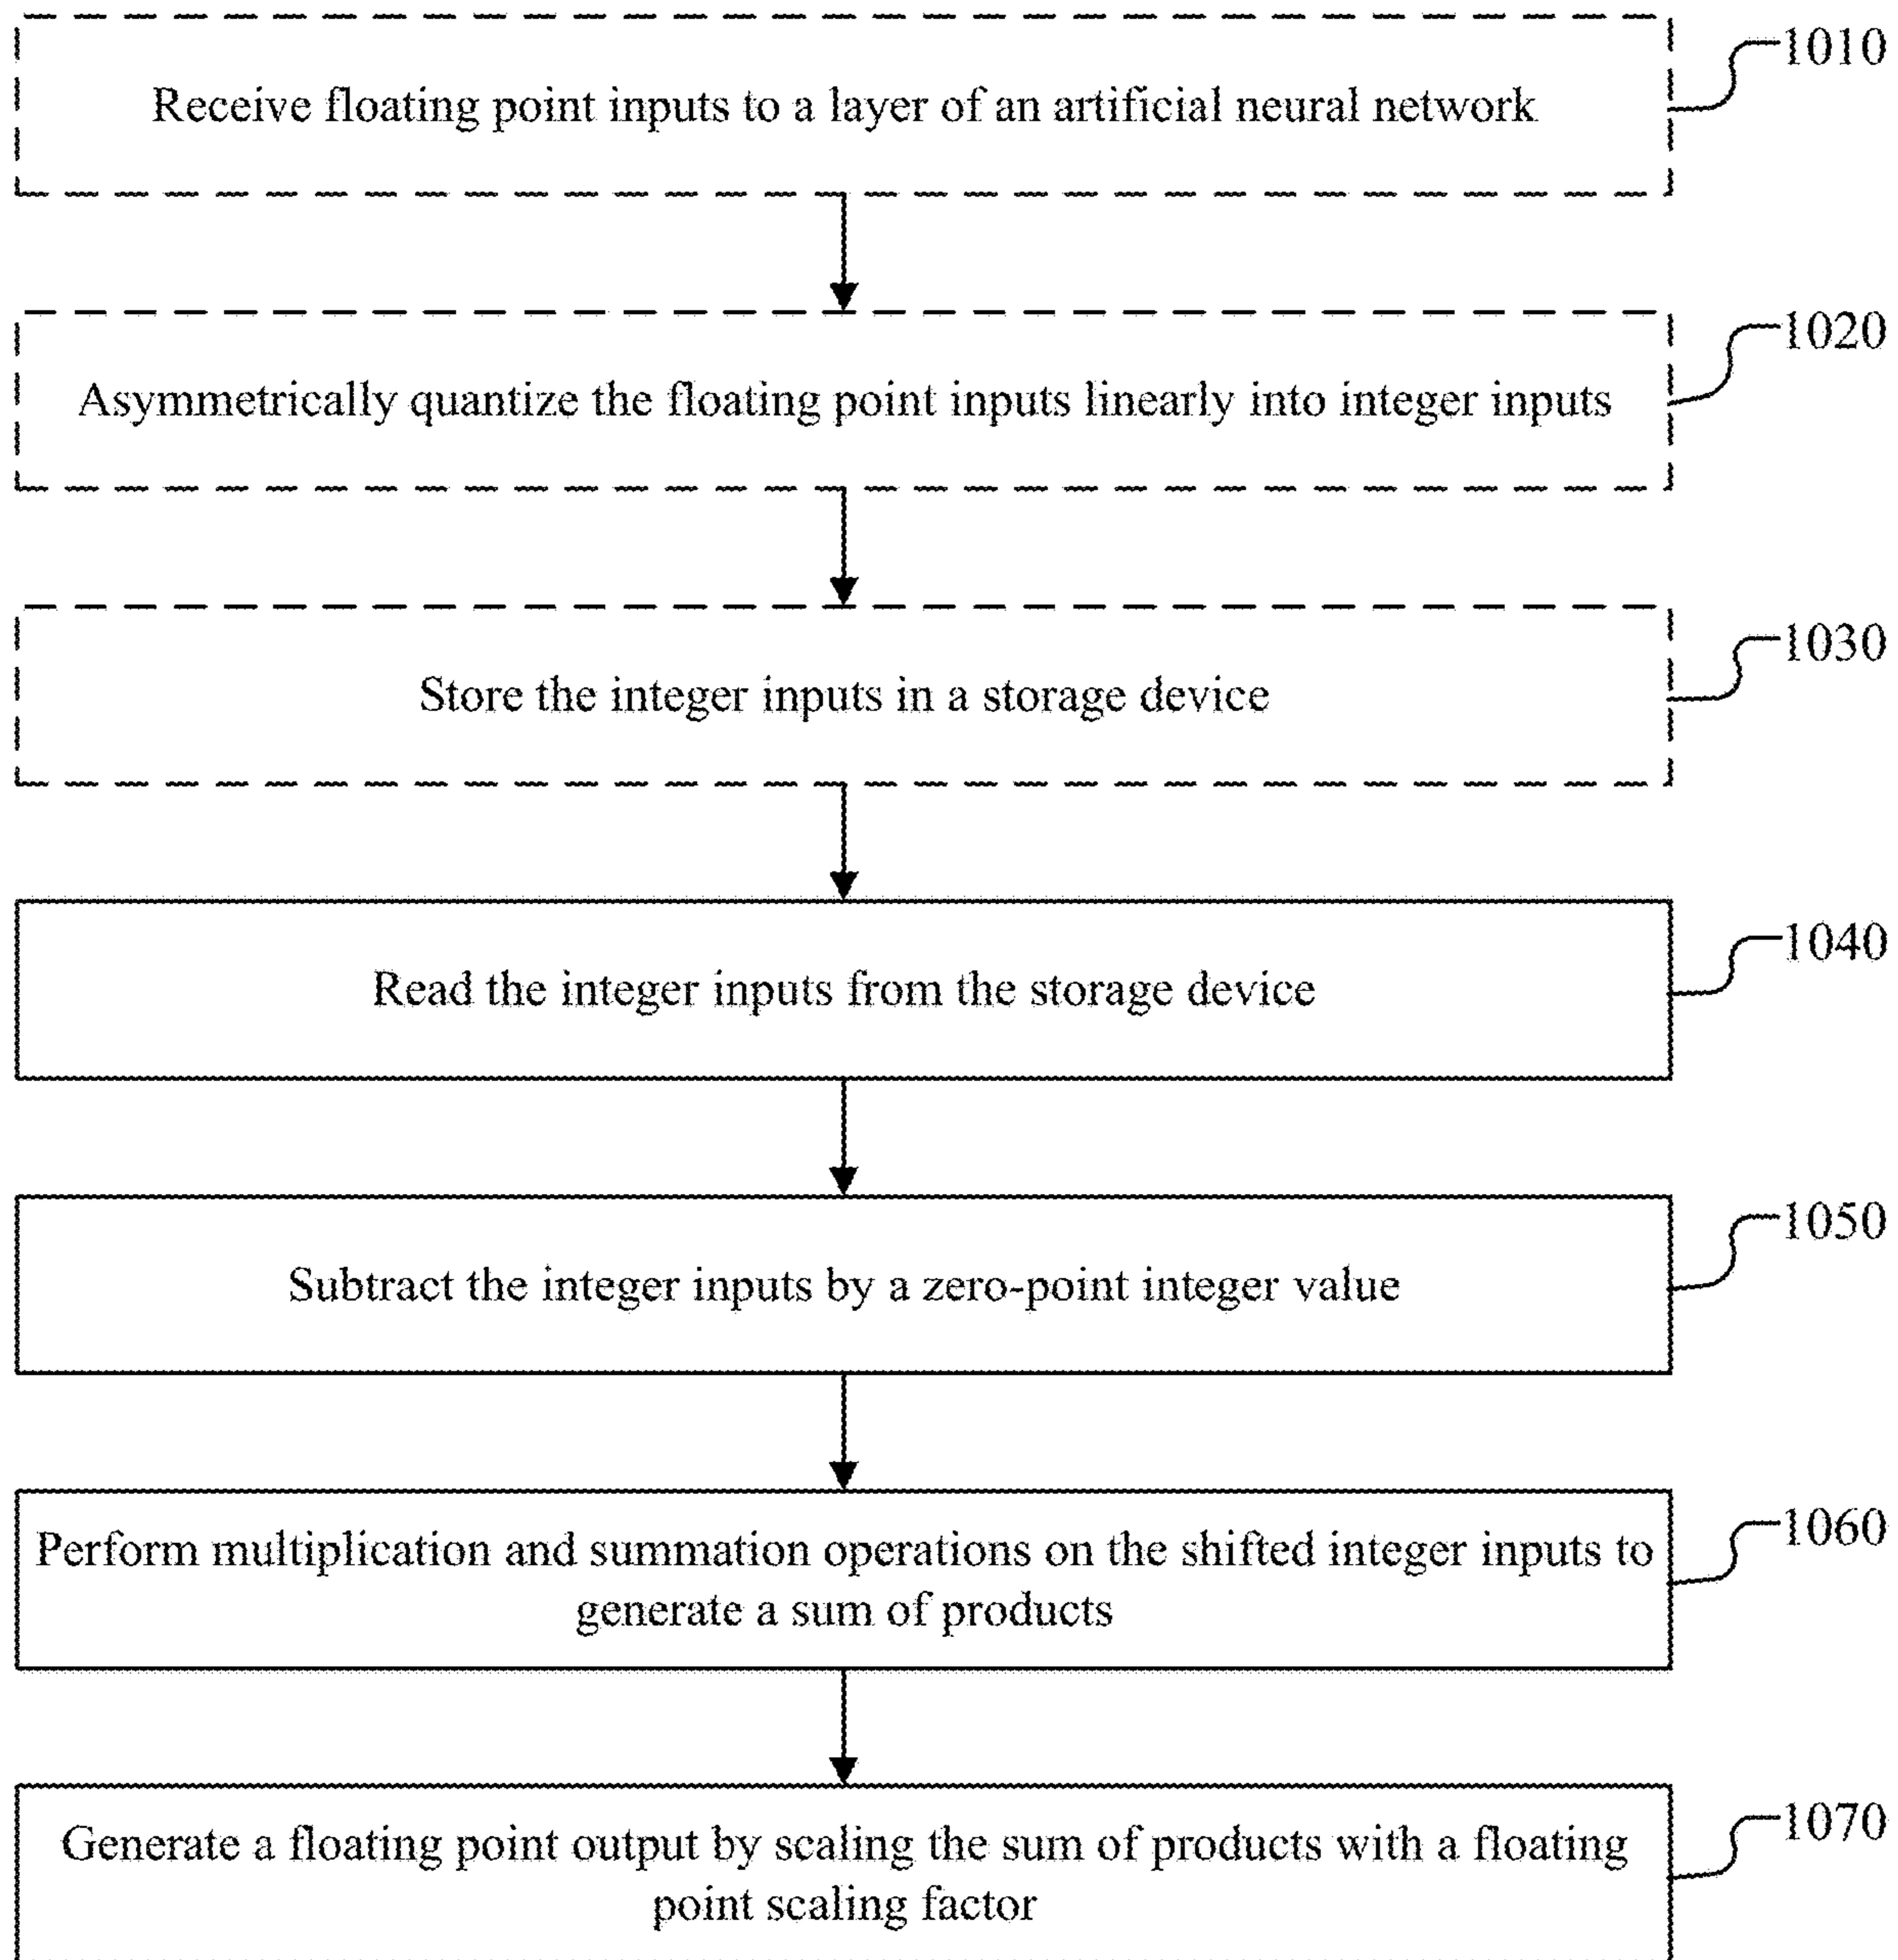 1010
Receive floating point inputs to a layer of an artificial neural network
1020
Asymmetrically quantize the floating point inputs linearly into integer inputs
1030
Store the integer inputs in a storage device
1040
Read the integer inputs from the storage device
1050
Subtract the integer inputs by a zero-point integer value
1060
Perform multiplication and summation operations on the shifted integer inputs to
generate a sum of products
1070
Generate a floating point output by scaling the sum of products with a floating
point scaling factor